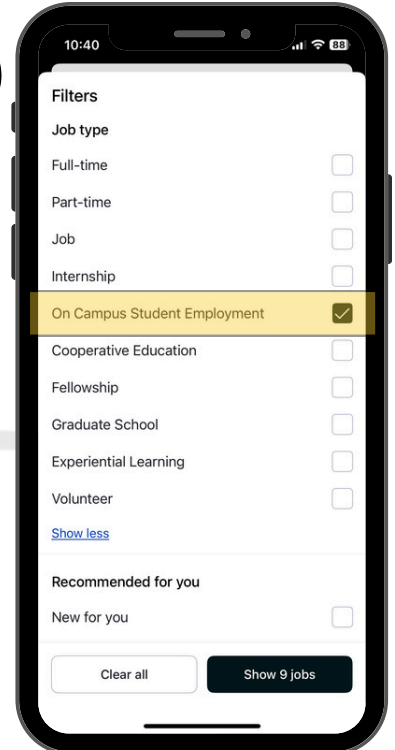 10:40
88
Filters
Job type
Full-time
Part-time
Job
Internship
On Campus Student Employment
Cooperative Education
Fellowship
Graduate School
Experiential Learning
Volunteer
Show less
Recommended for you
New for you
Clear all
Show 9 jobs